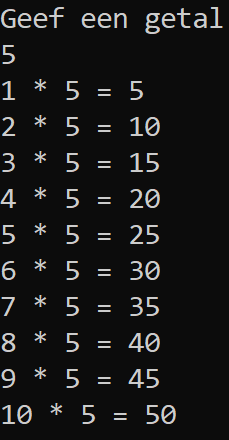 Geef een getal
5
1 * 5 = 5
2 * 5 = 10
3 * 5 = 15
4 * 5 = 20
5 * 5 = 25
6 * 5 = 30
7 * 5 = 35
8 * 5 = 40
9 * 5 = 45
10 * 5 = 50